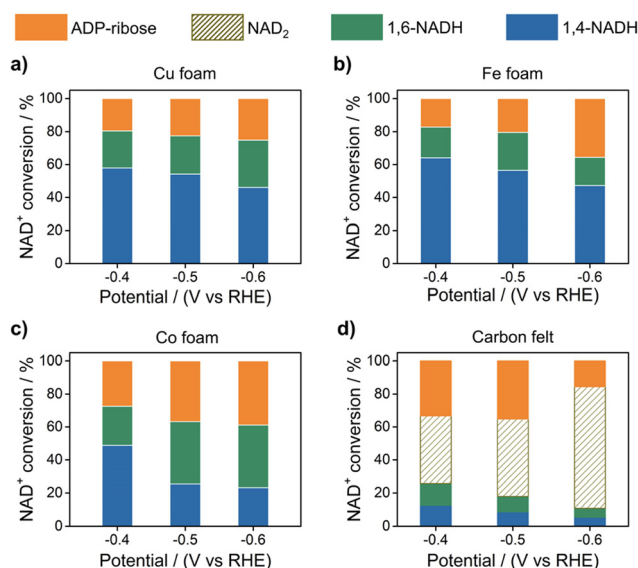 ADP-ribose NAD₂ 1,6-NADH 1,4-NADH
a) Cu foam
100
80
60
40
20
0
NAD⁺ conversion / %
-0.4 -0.5 -0.6
Potential / (V vs RHE)
b) Fe foam
100
80
60
40
20
0
NAD⁺ conversion / %
-0.4 -0.5 -0.6
Potential / (V vs RHE)
c) Co foam
100
80
60
40
20
0
NAD⁺ conversion / %
-0.4 -0.5 -0.6
Potential / (V vs RHE)
d) Carbon felt
100
80
60
40
20
0
NAD⁺ conversion / %
-0.4 -0.5 -0.6
Potential / (V vs RHE)